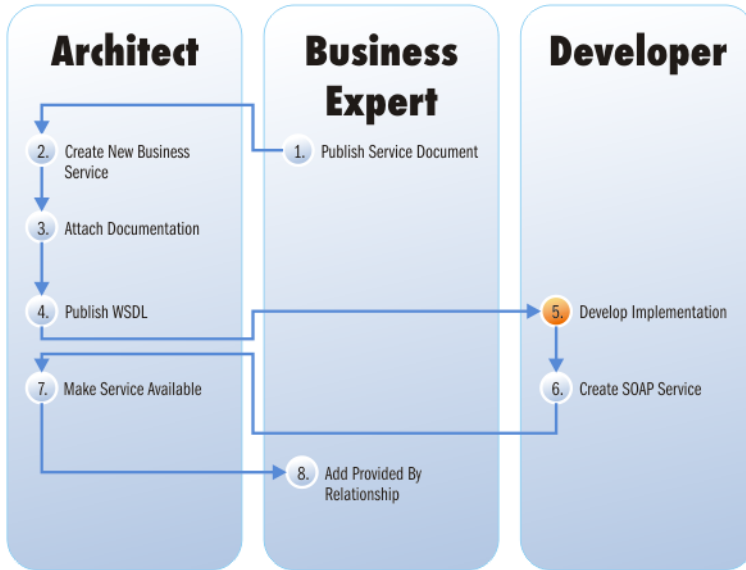 Architect
Business
Expert
Developer
2. Create New Business
Service
1. Publish Service Document
3. Attach Documentation
4. Publish WSDL
5. Develop Implementation
7. Make Service Available
6. Create SOAP Service
8. Add Provided By
Relationship